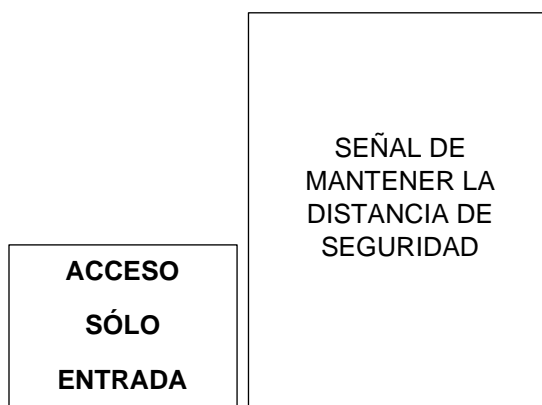 SEÑAL DE
MANTENER LA
DISTANCIA DE
SEGURIDAD
ACCESO
SÓLO
ENTRADA